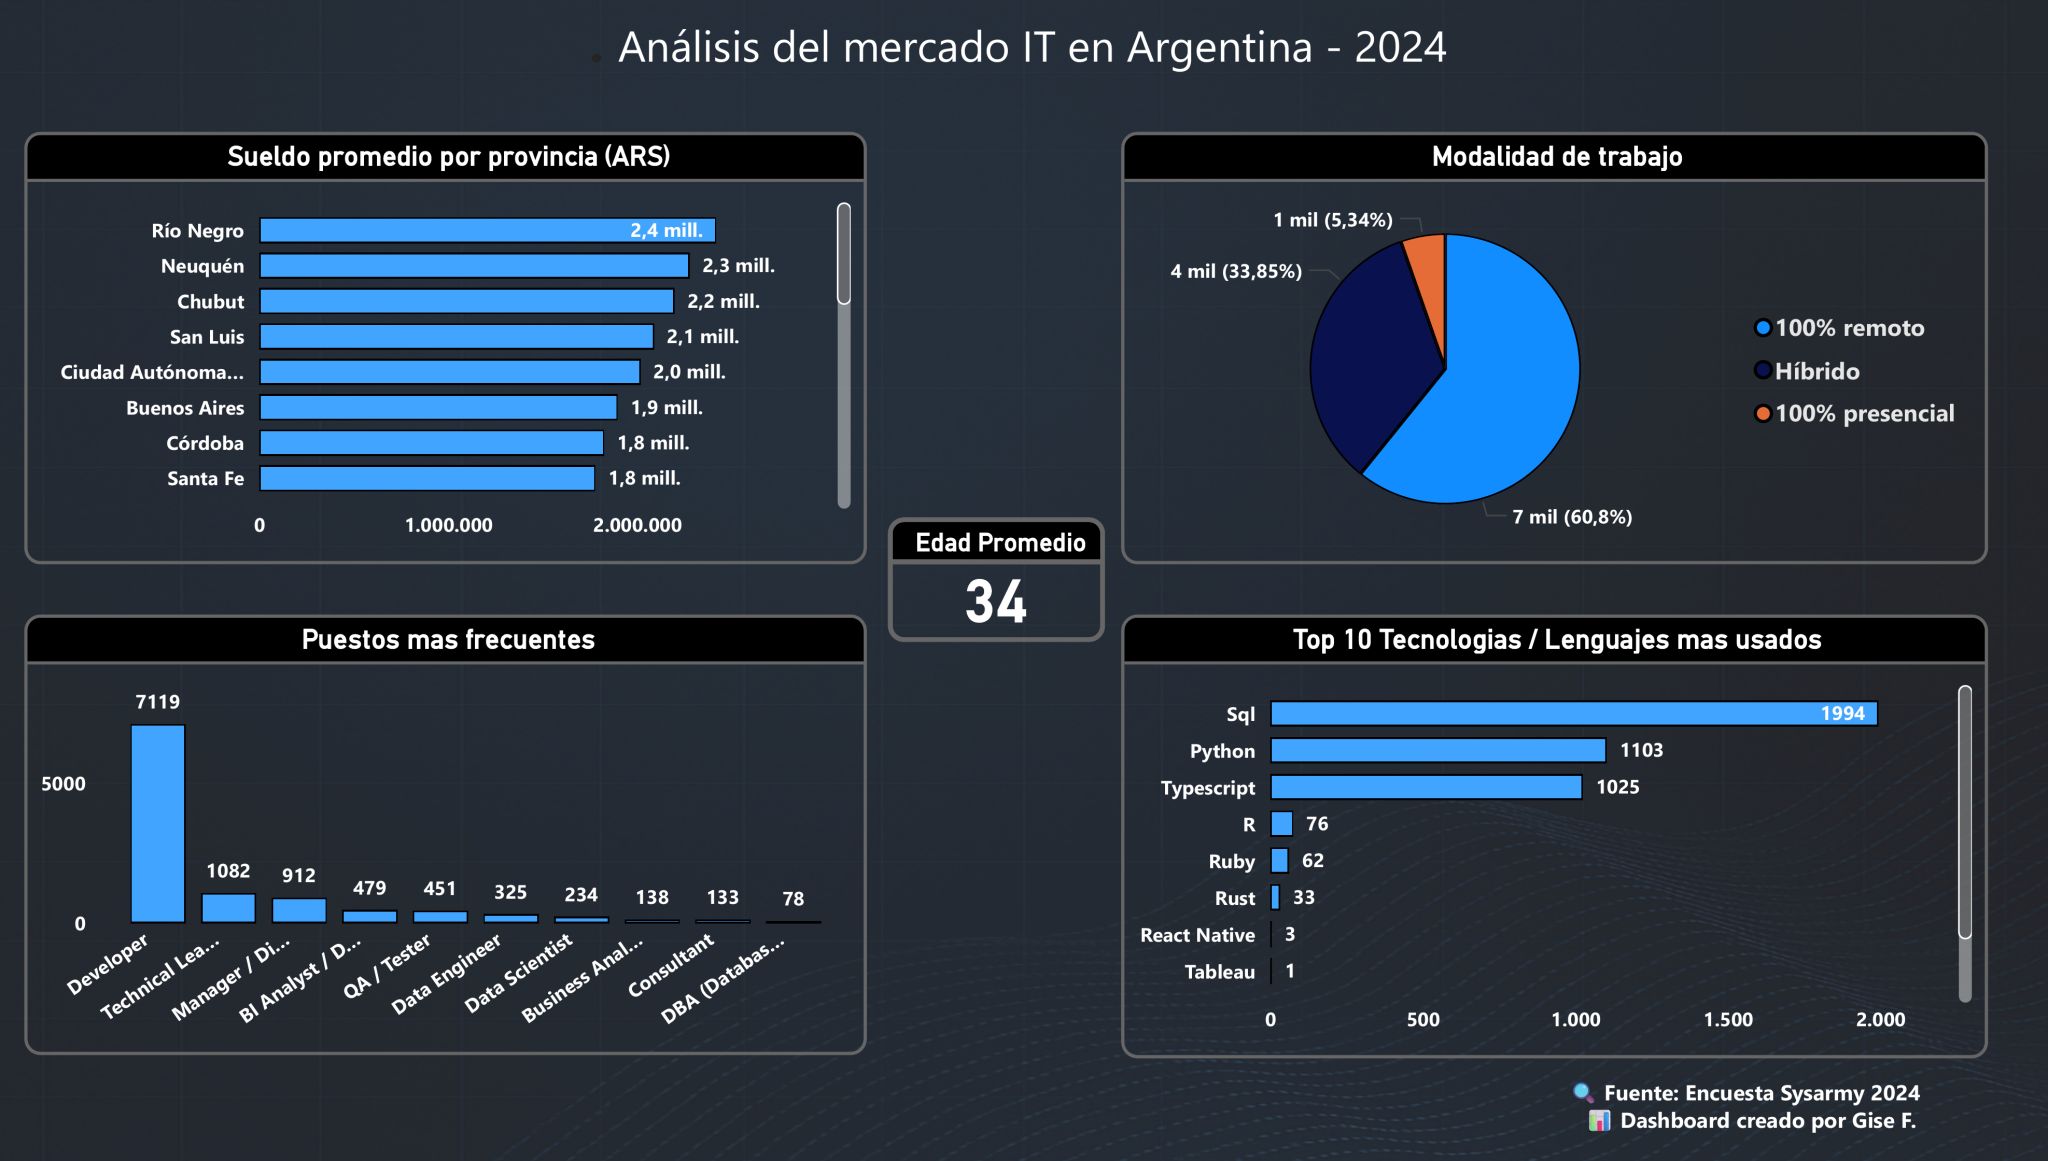 Análisis del mercado IT en Argentina - 2024
Sueldo promedio por provincia (ARS)
Río Negro 2,4 mill.
Neuquén 2,3 mill.
Chubut 2,2 mill.
San Luis 2,1 mill.
Ciudad Autónoma... 2,0 mill.
Buenos Aires 1,9 mill.
Córdoba 1,8 mill.
Santa Fe 1,8 mill.
0 1.000.000 2.000.000
Modalidad de trabajo
1 mil (5,34%)
4 mil (33,85%)
7 mil (60,8%)
100% remoto
Híbrido
100% presencial
Edad Promedio
34
Puestos mas frecuentes
7119
5000
1082 912 479 451 325 234 138 133 78
0
Developer
Technical Lea...
Manager / Di...
BI Analyst / D...
QA / Tester
Data Engineer
Data Scientist
Business Anal...
Consultant
DBA (Databas...
Top 10 Tecnologias / Lenguajes mas usados
Sql 1994
Python 1103
Typescript 1025
R 76
Ruby 62
Rust 33
React Native 3
Tableau 1
0 500 1.000 1.500 2.000
Fuente: Encuesta Sysarmy 2024
Dashboard creado por Gise F.